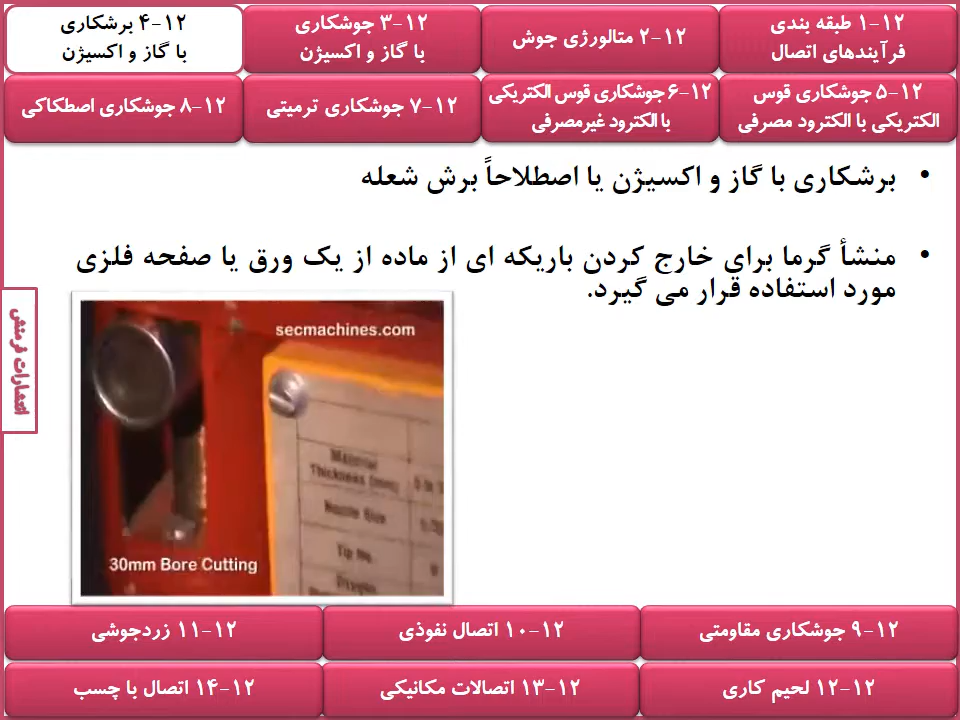 ۱۲-۱ طبقه بندی
فرآیندهای اتصال
۱۲-۲ متالورژی جوش
۱۲-۳ جوشکاری
با گاز و اکسیژن
۱۲-۴ برشکاری
با گاز و اکسیژن
۱۲-۵ جوشکاری قوس
الکتریکی با الکترود مصرفی
۱۲-۶ جوشکاری قوس الکتریکی
با الکترود غیرمصرفی
۱۲-۷ جوشکاری ترمیتی
۱۲-۸ جوشکاری اصطکاکی
• برشکاری با گاز و اکسیژن یا اصطلاحاً برش شعله
• منشأ گرما برای خارج کردن باریکه ای از ماده از یک ورق یا صفحه فلزی
مورد استفاده قرار می گیرد.
انتشارات فرمنش
secmachines.com
Material
Thickness (mm)
Nozzle Size
Tip No.
Oxygen
30mm Bore Cutting
۱۲-۹ جوشکاری مقاومتی
۱۲-۱۰ اتصال نفوذی
۱۲-۱۱ زردجوشی
۱۲-۱۲ لحیم کاری
۱۲-۱۳ اتصالات مکانیکی
۱۲-۱۴ اتصال با چسب